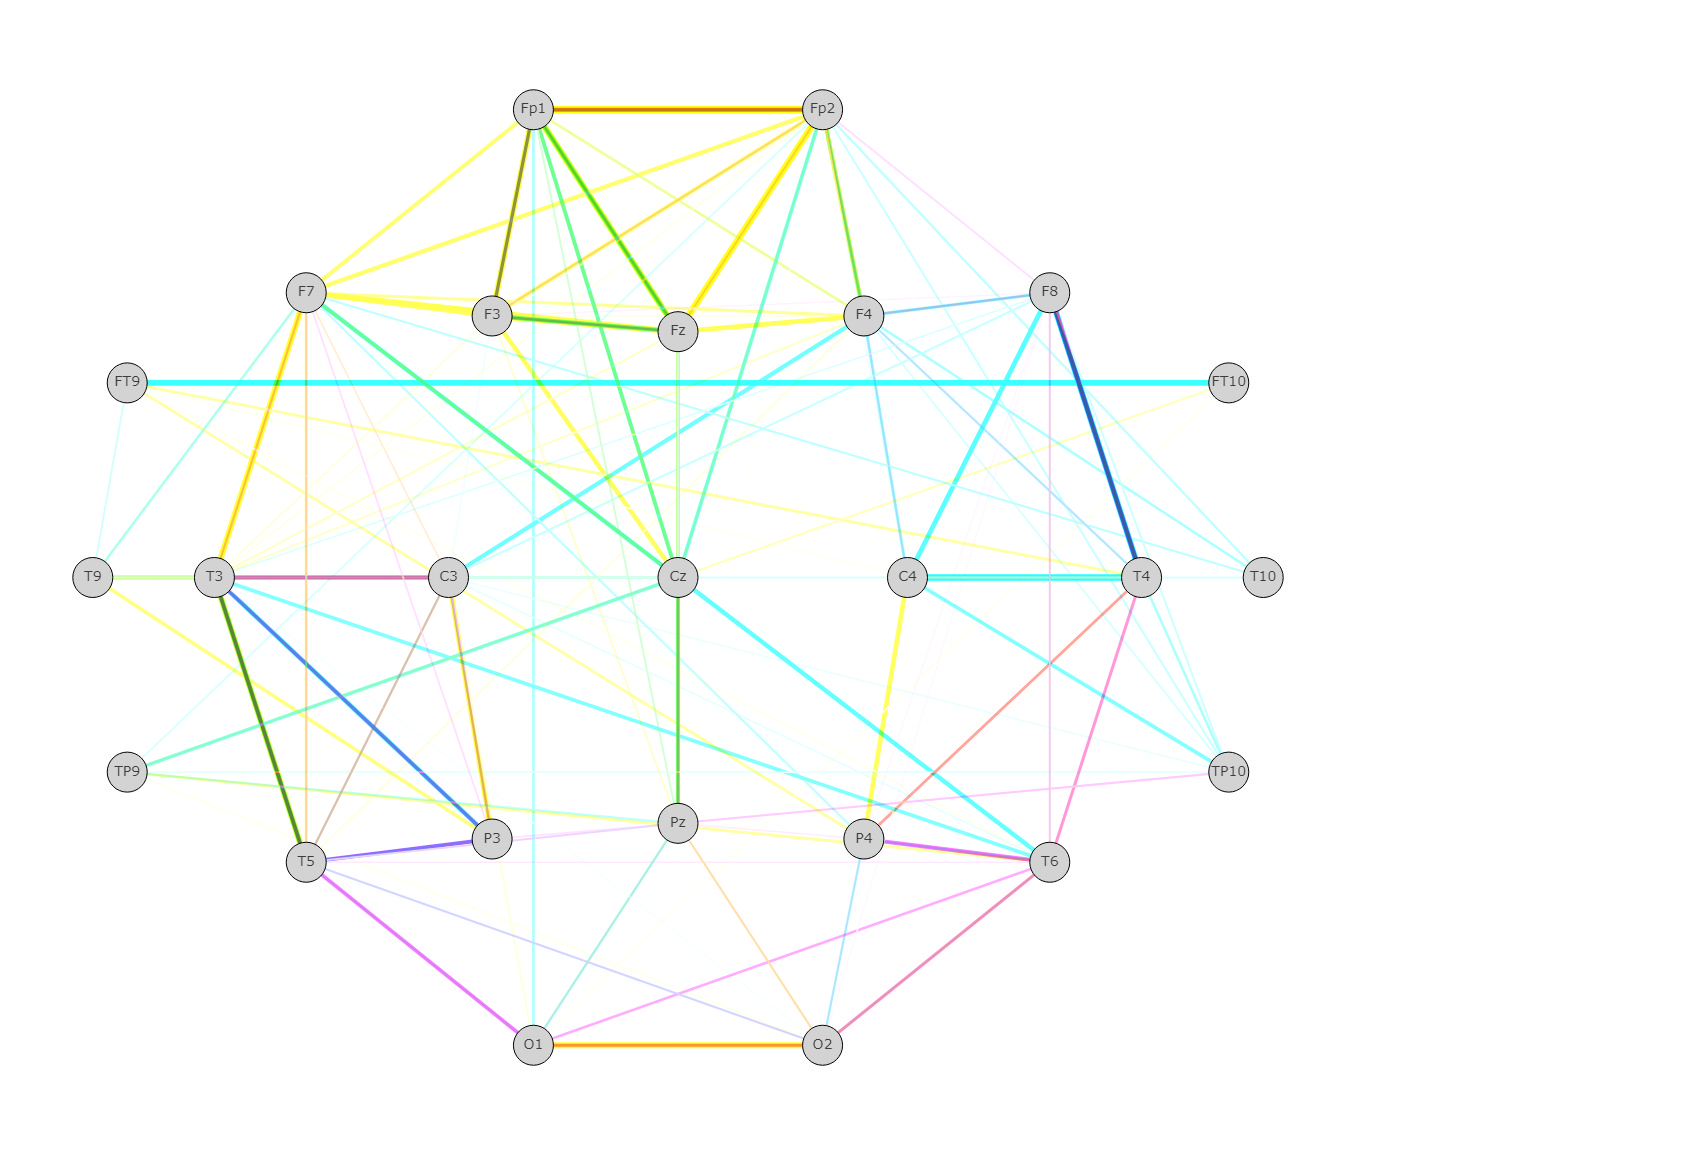 Fp1 Fp2
F7 F8
F3 Fz F4
FT9 FT10
T9 T3 C3 Cz C4 T4 T10
TP9 TP10
Pz
P3 P4
T5 T6
O1 O2